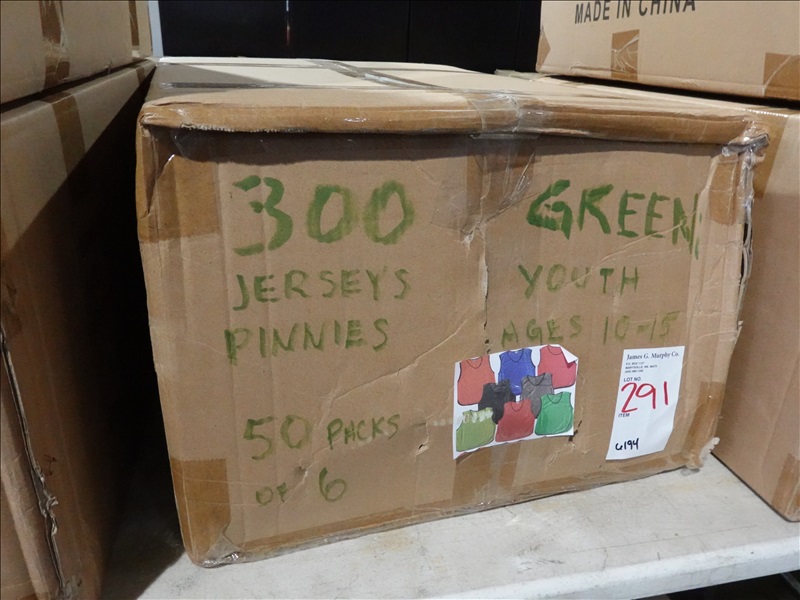 MADE IN CHINA
300
JERSEY'S
PINNIES
50 PACKS
OF 6
GREEN
YOUTH
AGES 10-15
James G. Murphy Co.
LOT NO.
291
ITEM
6194